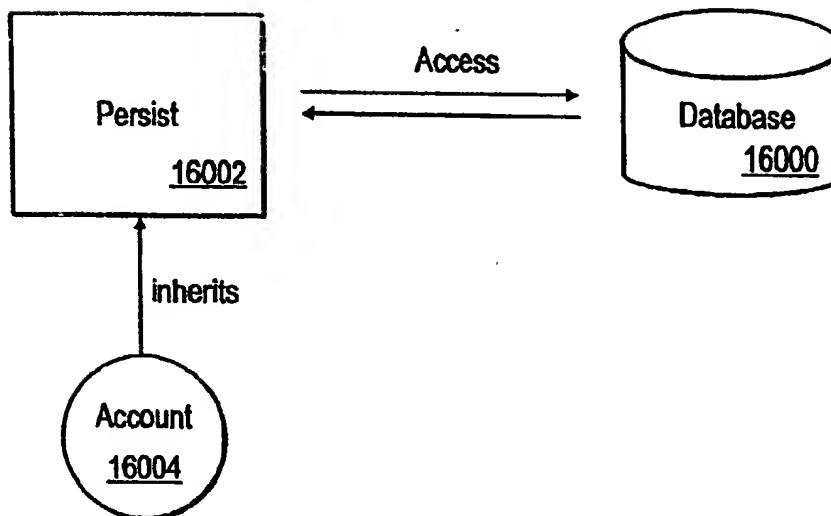 Access
Persist
16002
Database
16000
inherits
Account
16004